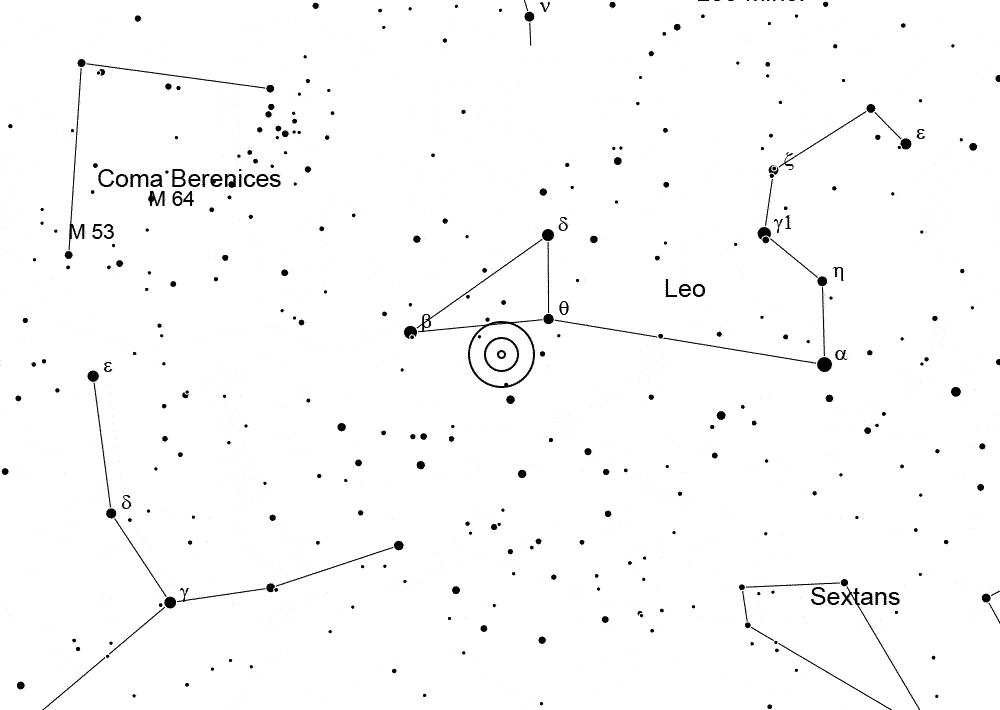 ν
ε
ζ
Coma Berenices
M 64
γ1
δ
M 53
η
Leo
θ
β
α
ε
δ
γ
Sextans